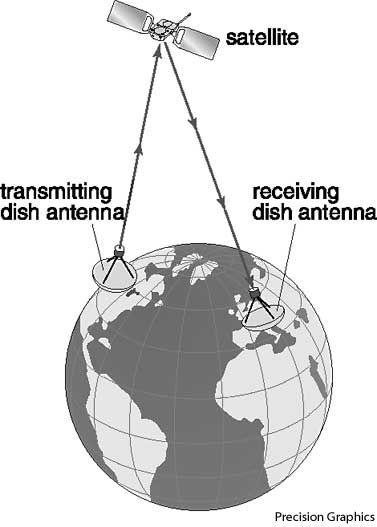 satellite
transmitting
dish antenna
receiving
dish antenna
Precision Graphics